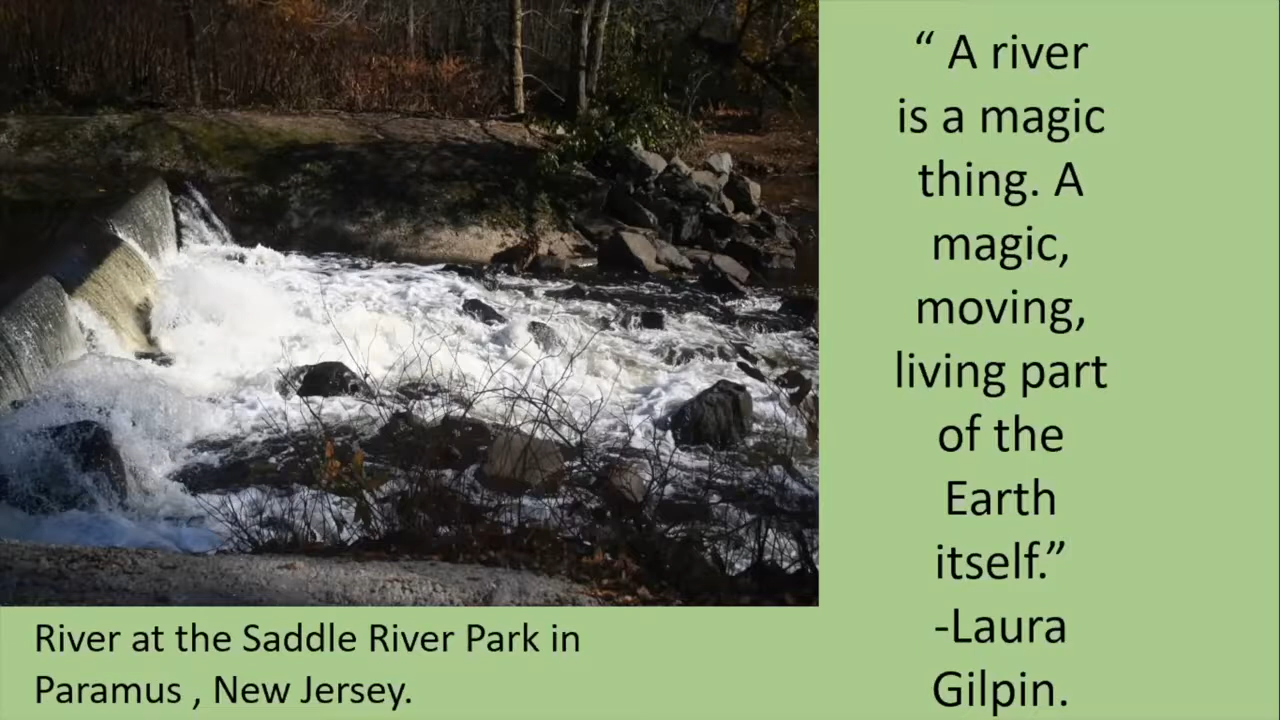 “ A river
is a magic
thing. A
magic,
moving,
living part
of the
Earth
itself.”
-Laura
Gilpin.
River at the Saddle River Park in
Paramus , New Jersey.